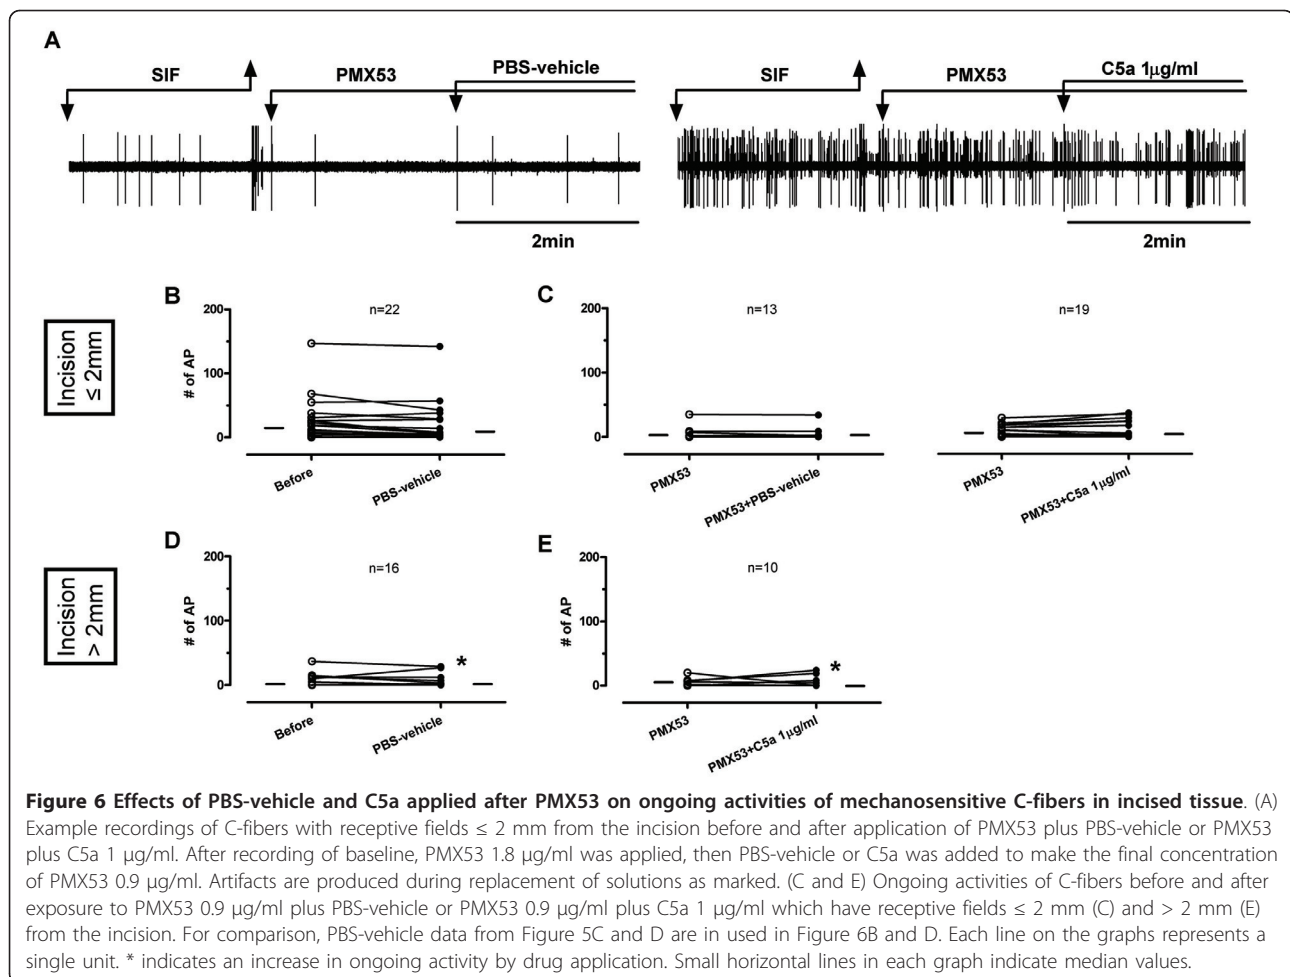 A
SIF
PMX53
PBS-vehicle
2min
SIF
PMX53
C5a 1µg/ml
2min
Incision
≤ 2mm
B
n=22
200
100
0
# of AP
Before
PBS-vehicle
C
n=13
200
100
0
# of AP
PMX53
PMX53+PBS-vehicle
n=19
200
100
0
PMX53
PMX53+C5a 1µg/ml
Incision
> 2mm
D
n=16
200
100
0
# of AP
*
Before
PBS-vehicle
E
n=10
200
100
0
# of AP
*
PMX53
PMX53+C5a 1µg/ml
Figure 6 Effects of PBS-vehicle and C5a applied after PMX53 on ongoing activities of mechanosensitive C-fibers in incised tissue. (A)
Example recordings of C-fibers with receptive fields ≤ 2 mm from the incision before and after application of PMX53 plus PBS-vehicle or PMX53
plus C5a 1 µg/ml. After recording of baseline, PMX53 1.8 µg/ml was applied, then PBS-vehicle or C5a was added to make the final concentration
of PMX53 0.9 µg/ml. Artifacts are produced during replacement of solutions as marked. (C and E) Ongoing activities of C-fibers before and after
exposure to PMX53 0.9 µg/ml plus PBS-vehicle or PMX53 0.9 µg/ml plus C5a 1 µg/ml which have receptive fields ≤ 2 mm (C) and > 2 mm (E)
from the incision. For comparison, PBS-vehicle data from Figure 5C and D are in used in Figure 6B and D. Each line on the graphs represents a
single unit. * indicates an increase in ongoing activity by drug application. Small horizontal lines in each graph indicate median values.